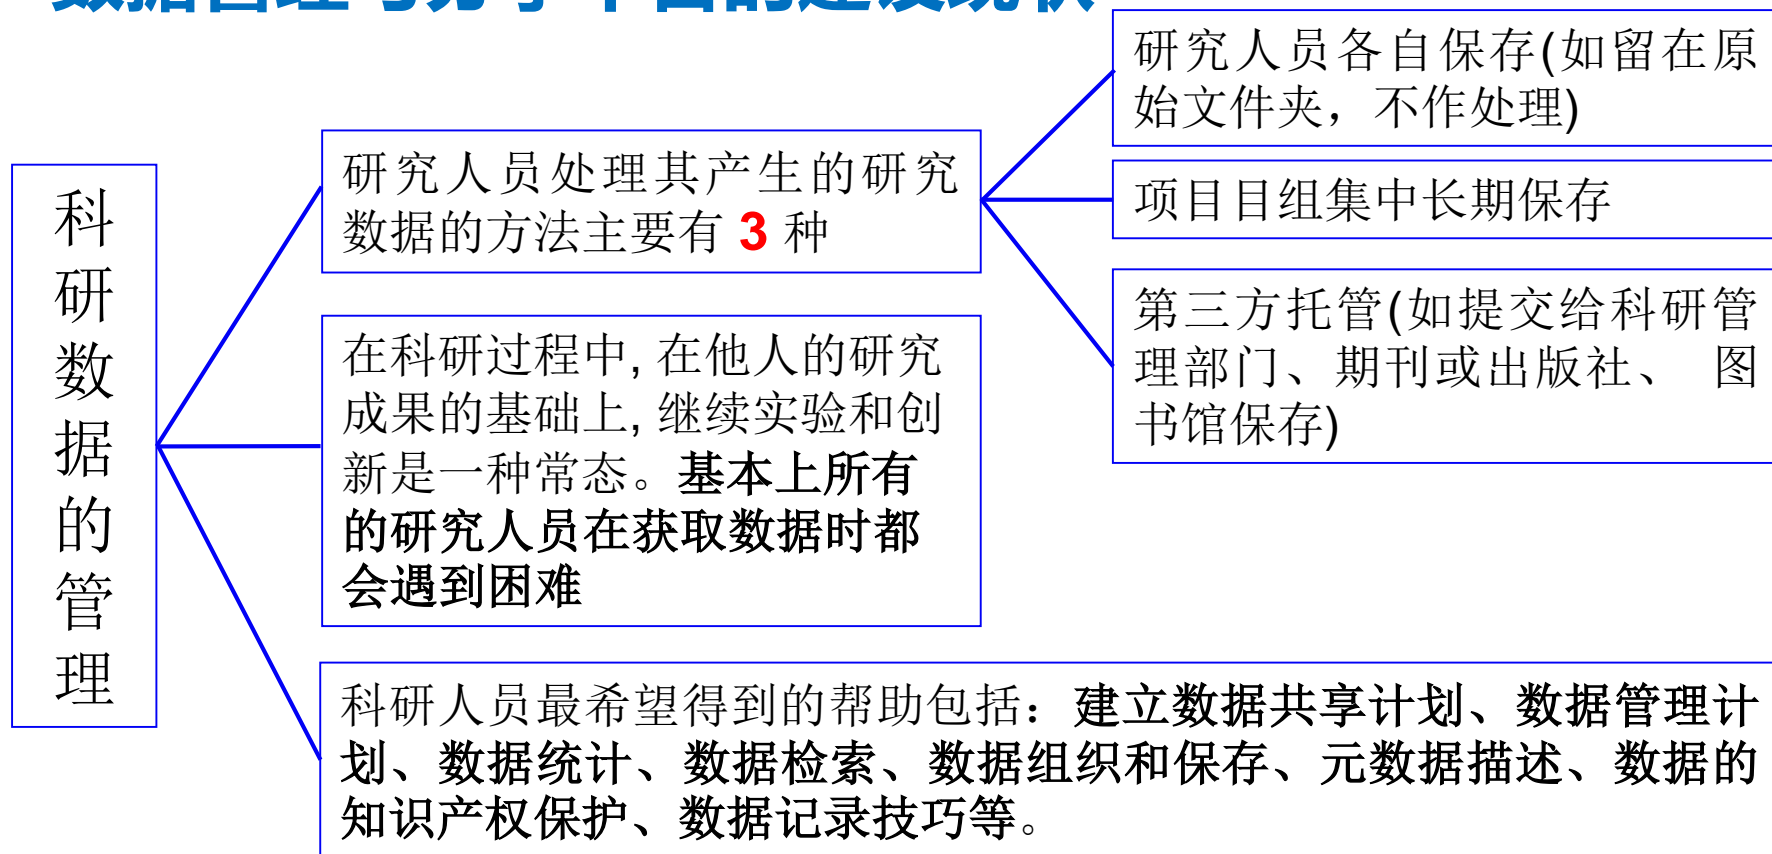 科研数据的管理
研究人员处理其产生的研究
数据的方法主要有 3 种
研究人员各自保存(如留在原
始文件夹，不作处理)
项目目组集中长期保存
第三方托管(如提交给科研管
理部门、期刊或出版社、 图
书馆保存)
在科研过程中, 在他人的研究
成果的基础上, 继续实验和创
新是一种常态。基本上所有
的研究人员在获取数据时都
会遇到困难
科研人员最希望得到的帮助包括：建立数据共享计划、数据管理计
划、数据统计、数据检索、数据组织和保存、元数据描述、数据的
知识产权保护、数据记录技巧等。